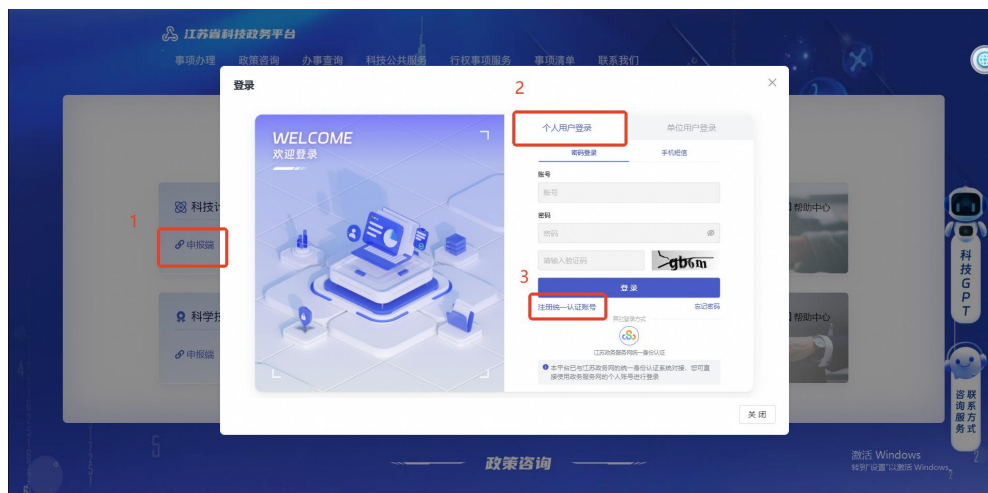 江苏省科技政务平台
事项办理 政策咨询 办事查询 科技公共服务 行权事项服务 事项清单 联系我们
登录
2
个人用户登录 单位用户登录
WELCOME
欢迎登录
密码登录 手机短信
账号
账号
密码
密码
请输入验证码
gb6m
3
登 录
注册统一认证账号 忘记密码
其它登录方式
江苏政务服务网统一身份认证
本平台已与江苏政务网的统一身份认证系统对接，您可直
接使用政务服务网的个人账号进行登录
关 闭
1
科技
申报端
科学技
申报端
帮助中心
帮助中心
科技GPT
联系方式
咨询服务
政策咨询
激活 Windows
转到"设置"以激活 Windows。